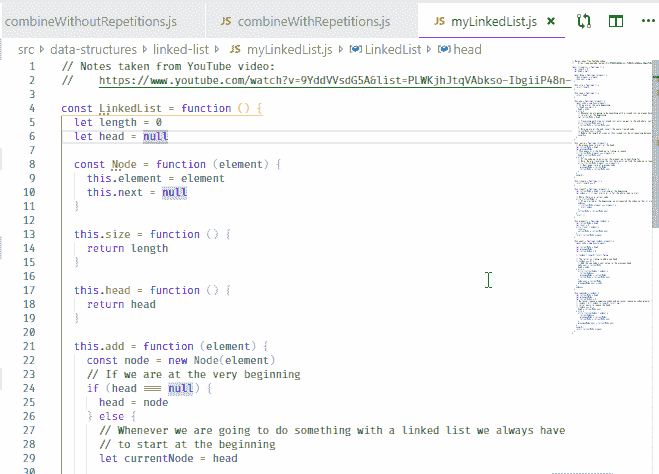 combineWithoutRepetitions.js JS combineWithRepetitions.js JS myLinkedList.js ×
src > data-structures > linked-list > JS myLinkedList.js > LinkedList > head
1 // Notes taken from YouTube video:
2 // https://www.youtube.com/watch?v=9YddVVsdG5A&list=PLWKjhJtqVAbkso-IbgiiP48n-
3
4 const LinkedList = function () {
5 let length = 0
6 let head = null
7
8 const Node = function (element) {
9 this.element = element
10 this.next = null
11 }
12
13 this.size = function () {
14 return length
15 }
16
17 this.head = function () {
18 return head
19 }
20
21 this.add = function (element) {
22 const node = new Node(element)
23 // If we are at the very beginning
24 if (head === null) {
25 head = node
26 } else {
27 // Whenever we are going to do something with a linked list we always have
28 // to start at the beginning
29 let currentNode = head
30